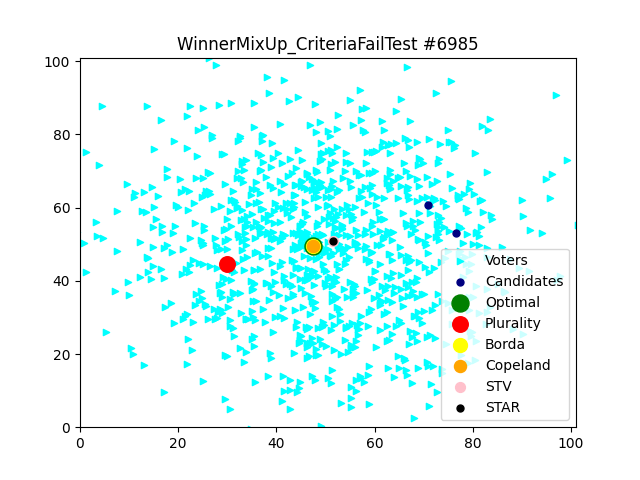 WinnerMixUp_CriteriaFailTest #6985
100
80
60
40
20
0
0
20
40
60
80
100
Voters
Candidates
Optimal
Plurality
Borda
Copeland
STV
STAR